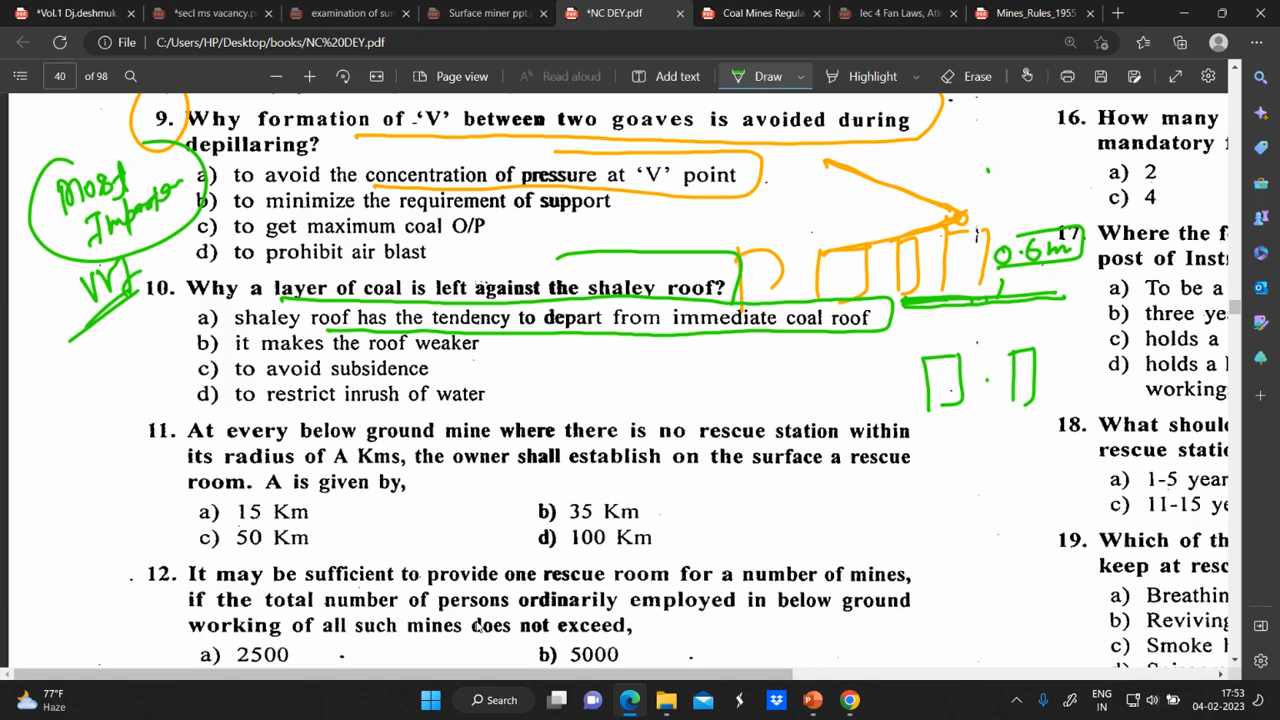 *Vol.1 Dj.deshmuk
*secl ms vacancy.p
examination of sur
Surface miner ppt.
*NC DEY.pdf
Coal Mines Regula
lec 4 Fan Laws, Atk
Mines_Rules_1955
File
C:/Users/HP/Desktop/books/NC%20DEY.pdf
40 of 98
Page view
Read aloud
Add text
Draw
Highlight
Erase
9. Why formation of 'V' between two goaves is avoided during
depillaring?
a) to avoid the concentration of pressure at 'V' point
b) to minimize the requirement of support
c) to get maximum coal O/P
d) to prohibit air blast
Most
VVI
0.6m
10. Why a layer of coal is left against the shaley roof?
a) shaley roof has the tendency to depart from immediate coal roof
b) it makes the roof weaker
c) to avoid subsidence
d) to restrict inrush of water
11. At every below ground mine where there is no rescue station within
its radius of A Kms, the owner shall establish on the surface a rescue
room. A is given by,
a) 15 Km
b) 35 Km
c) 50 Km
d) 100 Km
12. It may be sufficient to provide one rescue room for a number of mines,
if the total number of persons ordinarily employed in below ground
working of all such mines does not exceed,
a) 2500
b) 5000
16. How many
mandatory f
a) 2
c) 4
17. Where the f
post of Inst
a) To be a
b) three ye
c) holds a
d) holds a
working
18. What shoul
rescue stati
a) 1-5 year
c) 11-15 ye
19. Which of th
keep at resc
a) Breathin
b) Reviving
c) Smoke
77°F
Haze
Search
ENG
IN
17:53
04-02-2023